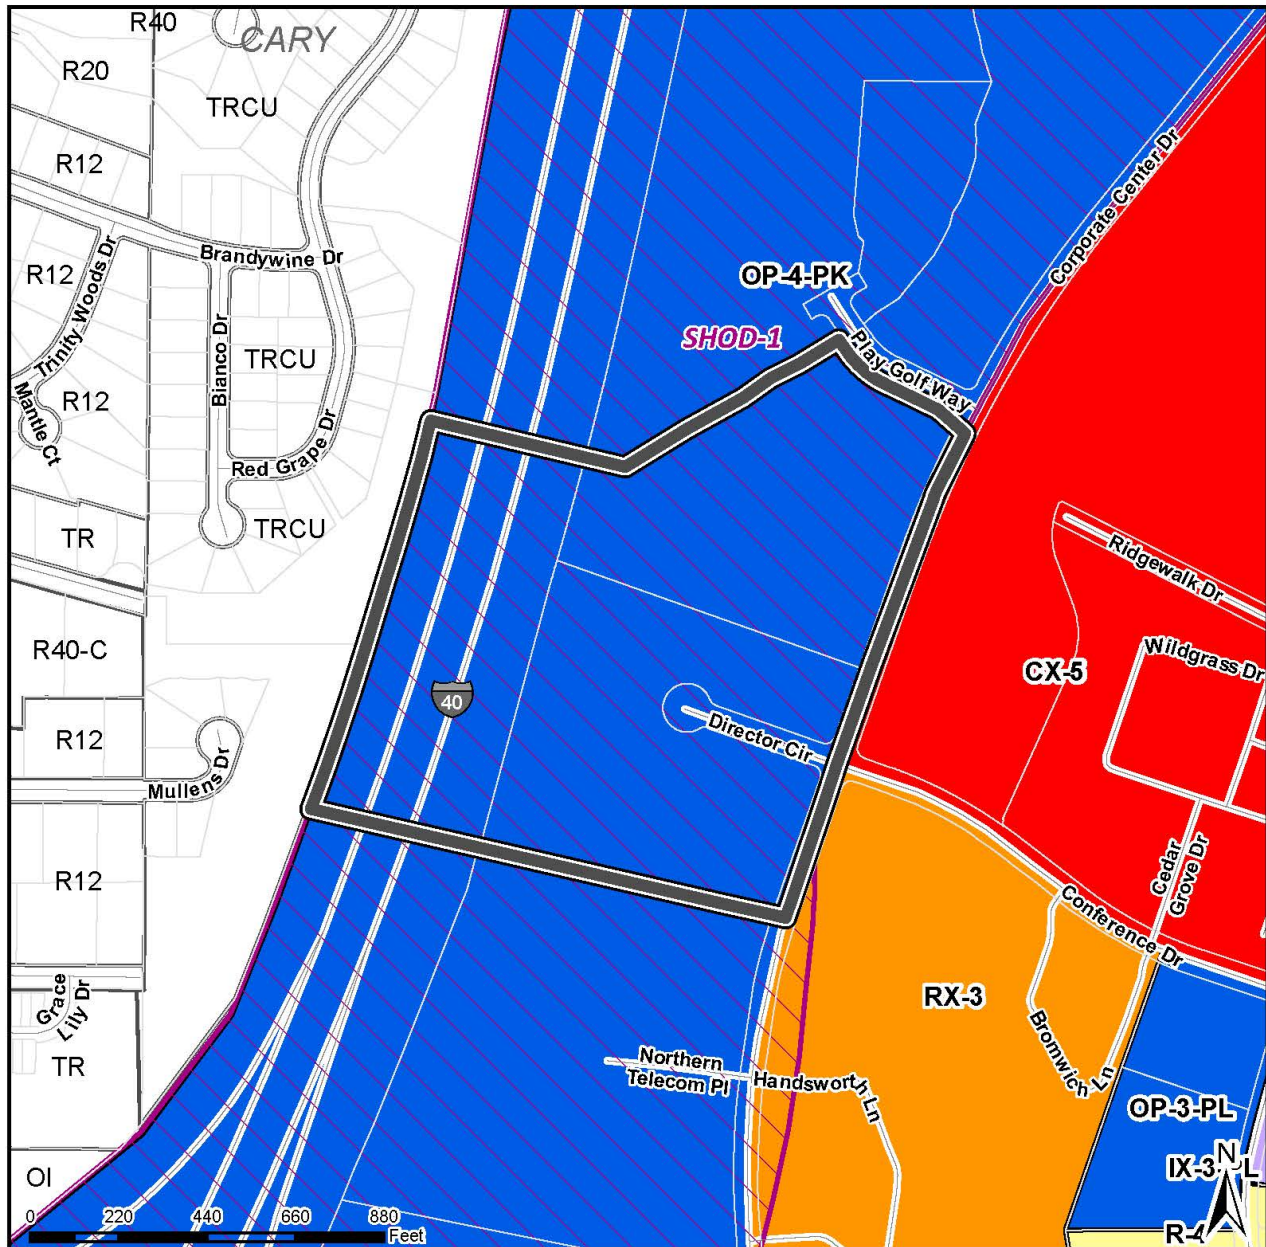 R40
CARY
R20
TRCU
R12
Corporate Center Dr
Brandywine Dr
Trinity Woods Dr
R12
OP-4-PK
SHOD-1
Play Golf Way
Bianco Dr
TRCU
R12
Mantle Ct
Red Grape Dr
TRCU
TR
Ridgewalk Dr
R40-C
Wildgrass Dr
CX-5
40
Director Cir
R12
Mullens Dr
Cedar
Grove Dr
R12
Conference Dr
Grace
Lily Dr
RX-3
TR
Northern
Telecom Pl
Handsworth Ln
Bromwich Ln
OP-3-PL
IX-3-PL
N
OI
R-4
0 220 440 660 880
Feet